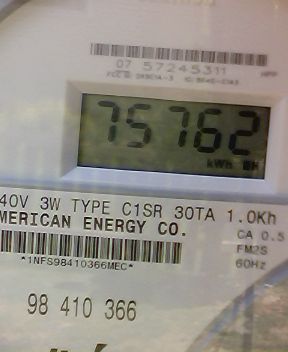 07 57245311
75762
kWh
40V 3W TYPE C1SR 30TA 1.0Kh
MERICAN ENERGY CO.
CA 0.5
FM2S
60Hz
*1NFS98410366MEC*
98 410 366